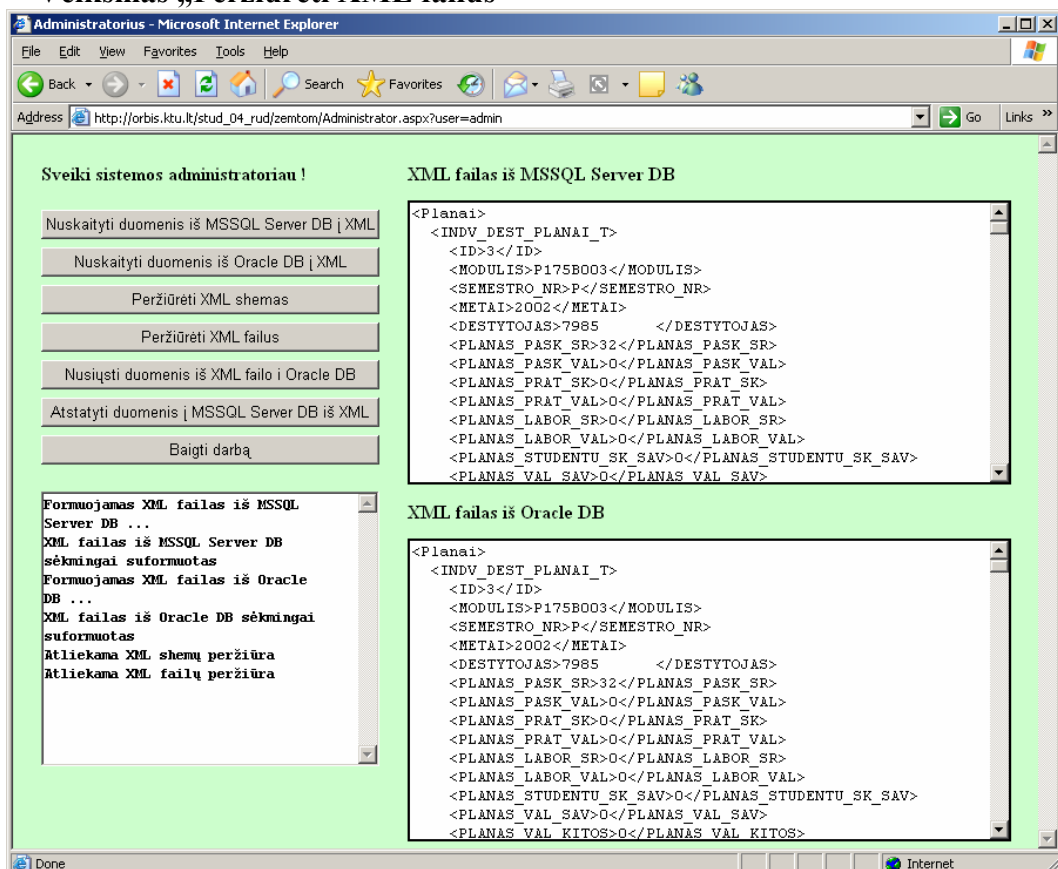 Veiksmas „Peržiūrėti XML failus“
Administratorius - Microsoft Internet Explorer
File Edit View Favorites Tools Help
Back Search Favorites
Address http://orbis.ktu.lt/stud_04_rud/zemtom/Administrator.aspx?user=admin Go Links »
Sveiki sistemos administratoriau !
Nuskaityti duomenis iš MSSQL Server DB į XML
Nuskaityti duomenis iš Oracle DB į XML
Peržiūrėti XML shemas
Peržiūrėti XML failus
Nusiųsti duomenis iš XML failo i Oracle DB
Atstatyti duomenis į MSSQL Server DB iš XML
Baigti darbą
Formuojamas XML failas iš MSSQL
Server DB ...
XML failas iš MSSQL Server DB
sėkmingai suformuotas
Formuojamas XML failas iš Oracle
DB ...
XML failas iš Oracle DB sėkmingai
suformuotas
Atliekama XML shemų peržiūra
Atliekama XML failų peržiūra
XML failas iš MSSQL Server DB
<Planai>
<INDV_DEST_PLANAI_T>
<ID>3</ID>
<MODULIS>P175B003</MODULIS>
<SEMESTRO_NR>P</SEMESTRO_NR>
<METAI>2002</METAI>
<DESTYTOJAS>7985 </DESTYTOJAS>
<PLANAS_PASK_SR>32</PLANAS_PASK_SR>
<PLANAS_PASK_VAL>0</PLANAS_PASK_VAL>
<PLANAS_PRAT_SK>0</PLANAS_PRAT_SK>
<PLANAS_PRAT_VAL>0</PLANAS_PRAT_VAL>
<PLANAS_LABOR_SR>0</PLANAS_LABOR_SR>
<PLANAS_LABOR_VAL>0</PLANAS_LABOR_VAL>
<PLANAS_STUDENTU_SK_SAV>0</PLANAS_STUDENTU_SK_SAV>
<PLANAS_VAL_SAV>0</PLANAS_VAL_SAV>
XML failas iš Oracle DB
<Planai>
<INDV_DEST_PLANAI_T>
<ID>3</ID>
<MODULIS>P175B003</MODULIS>
<SEMESTRO_NR>P</SEMESTRO_NR>
<METAI>2002</METAI>
<DESTYTOJAS>7985 </DESTYTOJAS>
<PLANAS_PASK_SR>32</PLANAS_PASK_SR>
<PLANAS_PASK_VAL>0</PLANAS_PASK_VAL>
<PLANAS_PRAT_SK>0</PLANAS_PRAT_SK>
<PLANAS_PRAT_VAL>0</PLANAS_PRAT_VAL>
<PLANAS_LABOR_SR>0</PLANAS_LABOR_SR>
<PLANAS_LABOR_VAL>0</PLANAS_LABOR_VAL>
<PLANAS_STUDENTU_SK_SAV>0</PLANAS_STUDENTU_SK_SAV>
<PLANAS_VAL_SAV>0</PLANAS_VAL_SAV>
<PLANAS_VAL_KITOS>0</PLANAS_VAL_KITOS>
Done Internet